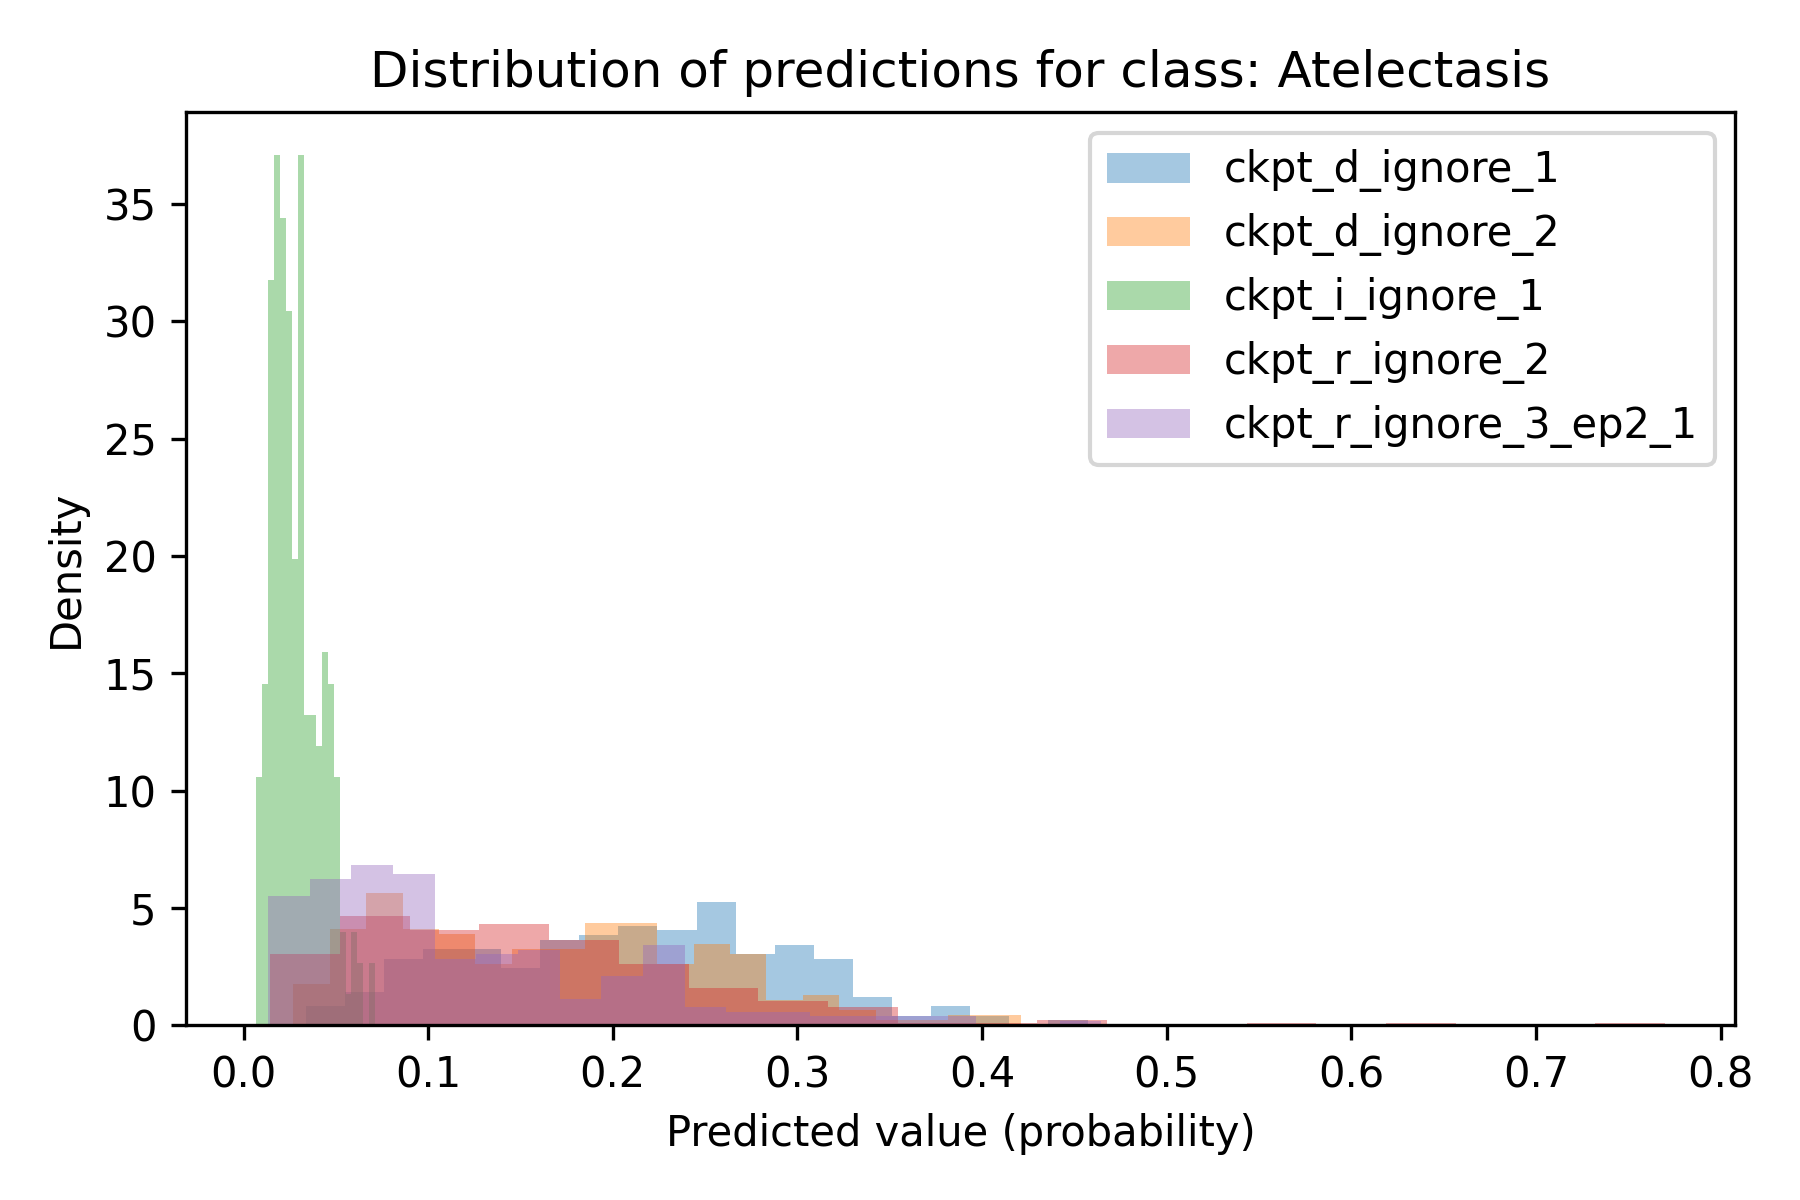 Distribution of predictions for class: Atelectasis
ckpt_d_ignore_1
ckpt_d_ignore_2
ckpt_i_ignore_1
ckpt_r_ignore_2
ckpt_r_ignore_3_ep2_1
35
30
25
20
15
10
5
0
Density
0.0 0.1 0.2 0.3 0.4 0.5 0.6 0.7 0.8
Predicted value (probability)